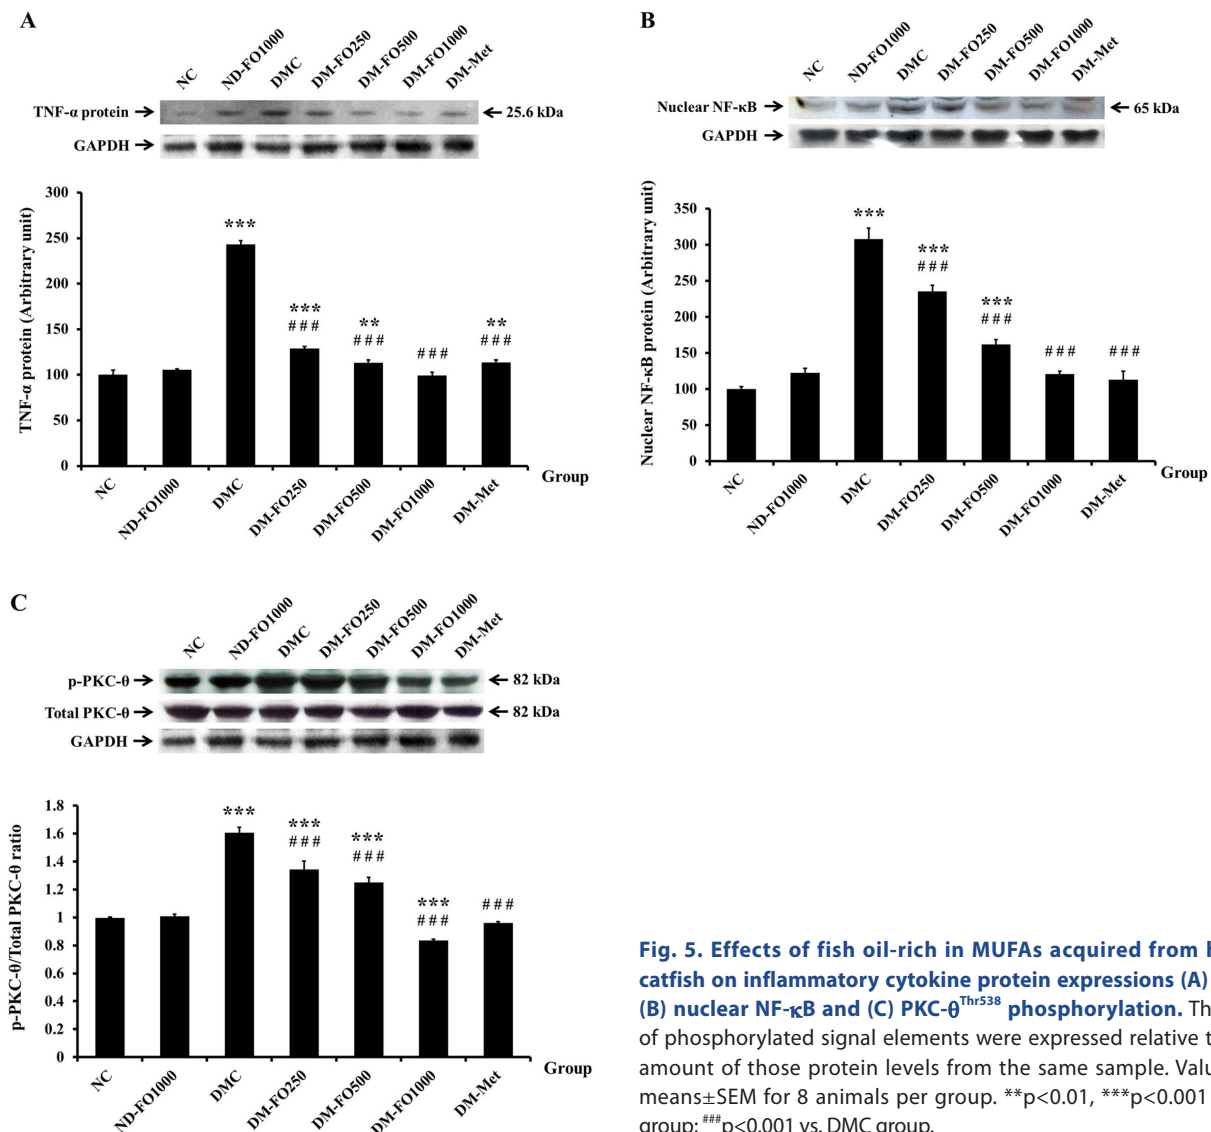 A
NC ND-FO1000 DMC DM-FO250 DM-FO500 DM-FO1000 DM-Met
TNF-α protein → ← 25.6 kDa
GAPDH →
TNF-α protein (Arbitrary unit)
300
250
200
150
100
50
0
***
***
###
**
###
###
**
###
Group
NC ND-FO1000 DMC DM-FO250 DM-FO500 DM-FO1000 DM-Met
B
NC ND-FO1000 DMC DM-FO250 DM-FO500 DM-FO1000 DM-Met
Nuclear NF-κB → ← 65 kDa
GAPDH →
Nuclear NF-κB protein (Arbitrary unit)
350
300
250
200
150
100
50
0
***
***
###
***
###
###
###
Group
NC ND-FO1000 DMC DM-FO250 DM-FO500 DM-FO1000 DM-Met
C
NC ND-FO1000 DMC DM-FO250 DM-FO500 DM-FO1000 DM-Met
p-PKC-θ → ← 82 kDa
Total PKC-θ → ← 82 kDa
GAPDH →
p-PKC-θ/Total PKC-θ ratio
1.8
1.6
1.4
1.2
1
0.8
0.6
0.4
0.2
0
***
***
###
***
###
***
###
###
Group
NC ND-FO1000 DMC DM-FO250 DM-FO500 DM-FO1000 DM-Met
Fig. 5. Effects of fish oil-rich in MUFAs acquired from
catfish on inflammatory cytokine protein expressions (A)
(B) nuclear NF-κB and (C) PKC-θThr538 phosphorylation. Th
of phosphorylated signal elements were expressed relative t
amount of those protein levels from the same sample. Valu
means±SEM for 8 animals per group. **p<0.01, ***p<0.001
group; ###p<0.001 vs. DMC group.